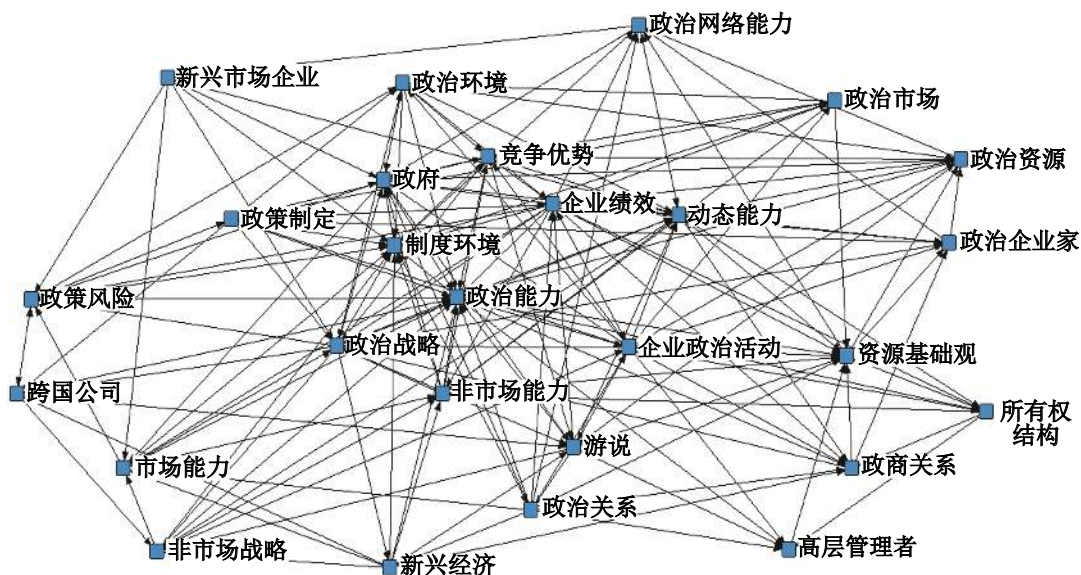 政治网络能力
新兴市场企业
政治环境
政治市场
竞争优势
政治资源
政府
企业绩效
政策制定
动态能力
制度环境
政治企业家
政策风险
政治能力
政治战略
企业政治活动
资源基础观
跨国公司
非市场能力
所有权
结构
游说
市场能力
政商关系
政治关系
非市场战略
新兴经济
高层管理者